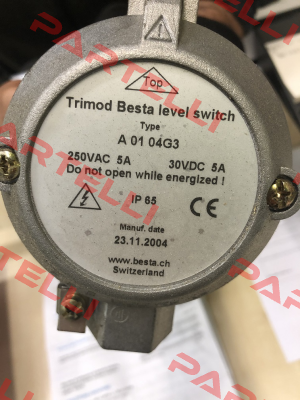 Top
Trimod Besta level switch
Type
A 01 04G3
250VAC 5A 30VDC 5A
Do not open while energized !
IP 65 CE
Manuf. date
23.11.2004
www.besta.ch
Switzerland
PARTELLI
PARTELLI
PARTELLI